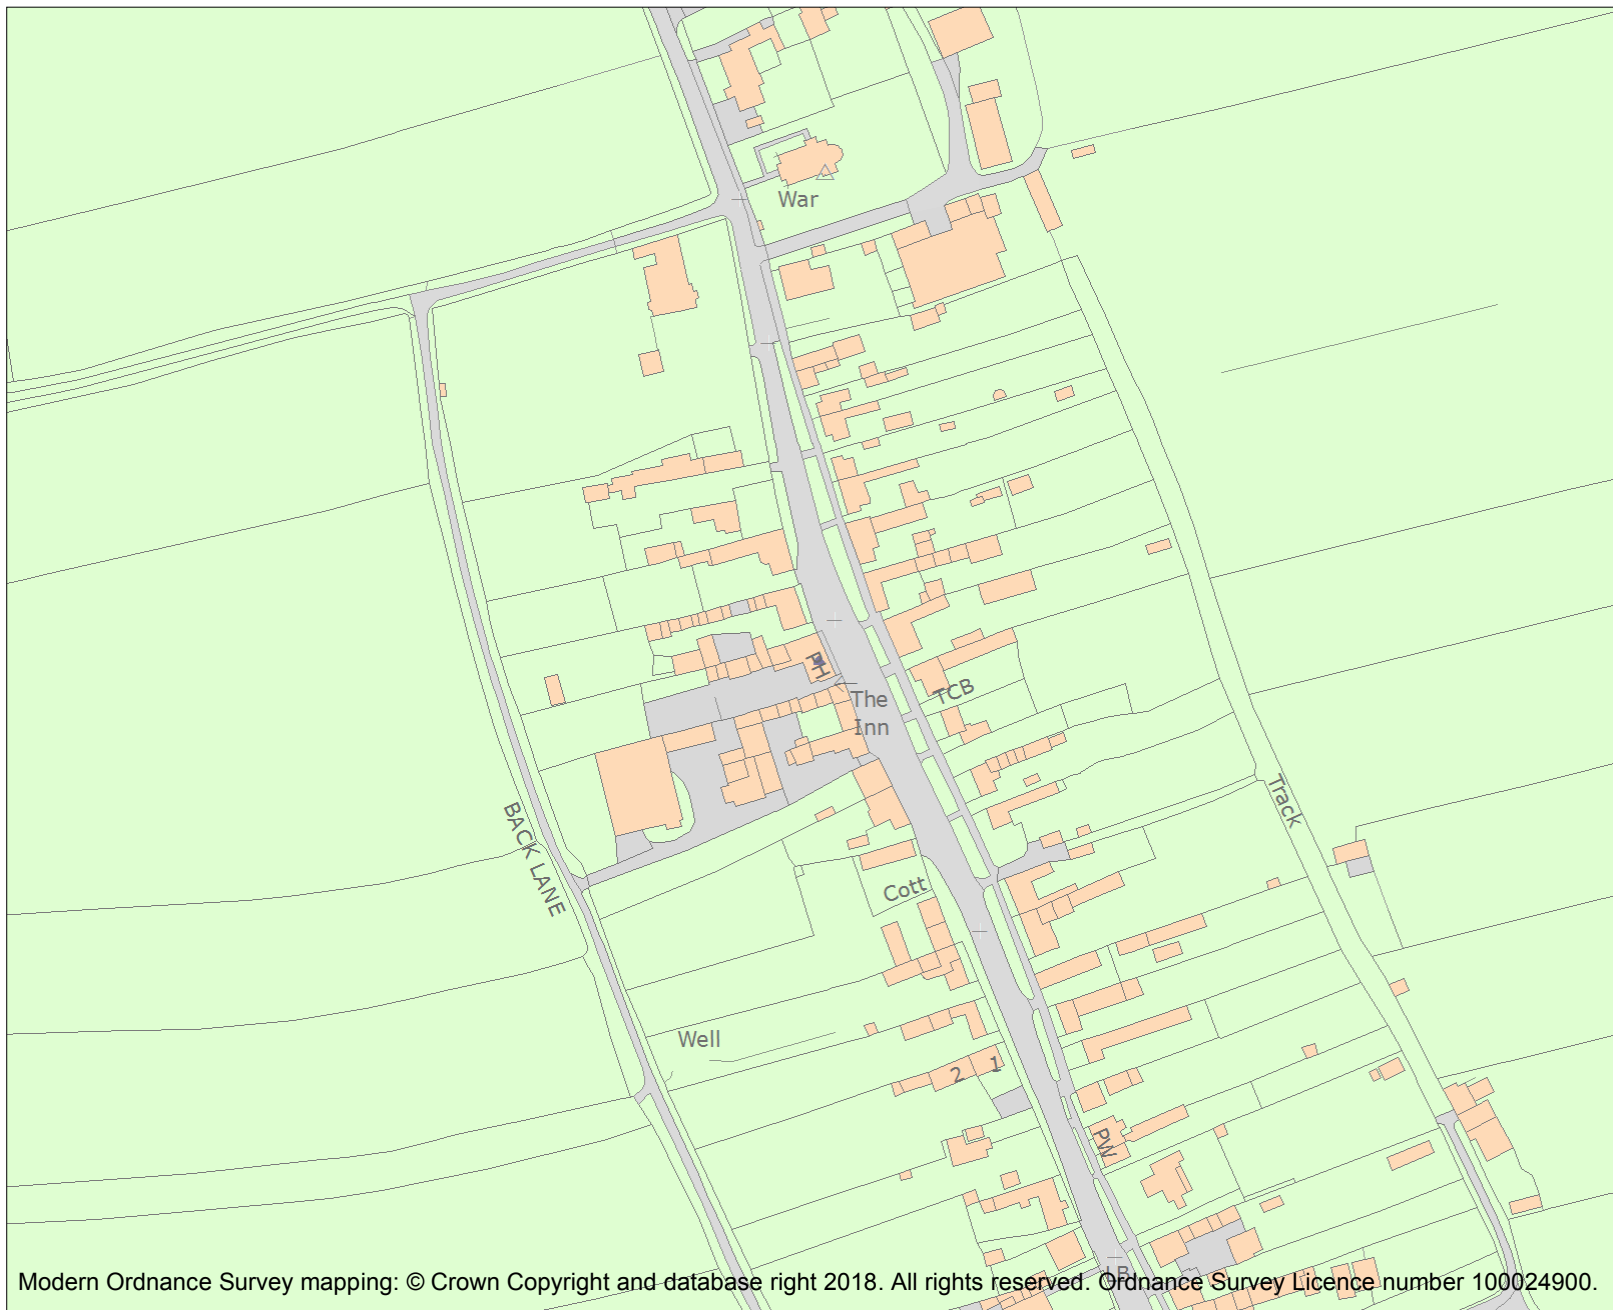 War
PH
The
Inn
TCB
Track
BACK LANE
Cott
Well
2
1
PW
LB
Modern Ordnance Survey mapping: © Crown Copyright and database right 2018. All rights reserved. Ordnance Survey Licence number 100024900.